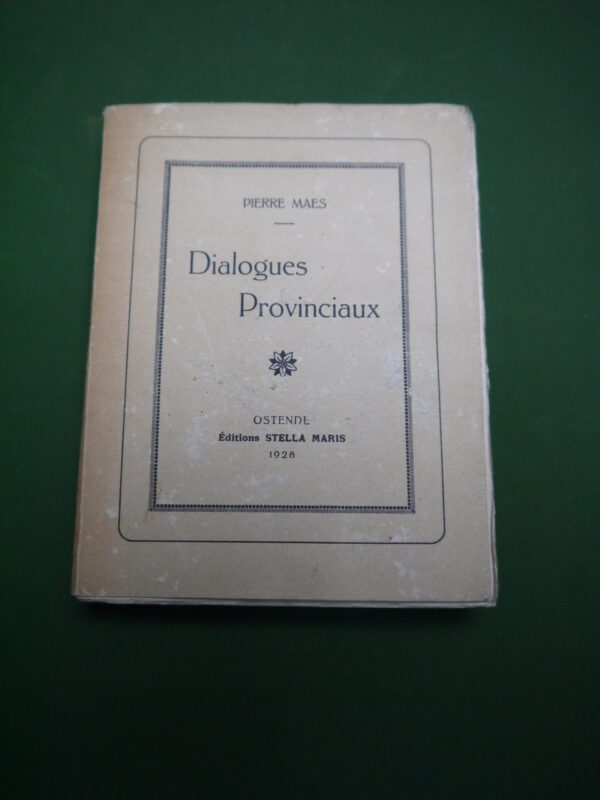 PIERRE MAES
Dialogues
Provinciaux
OSTENDE
Éditions STELLA MARIS
1928